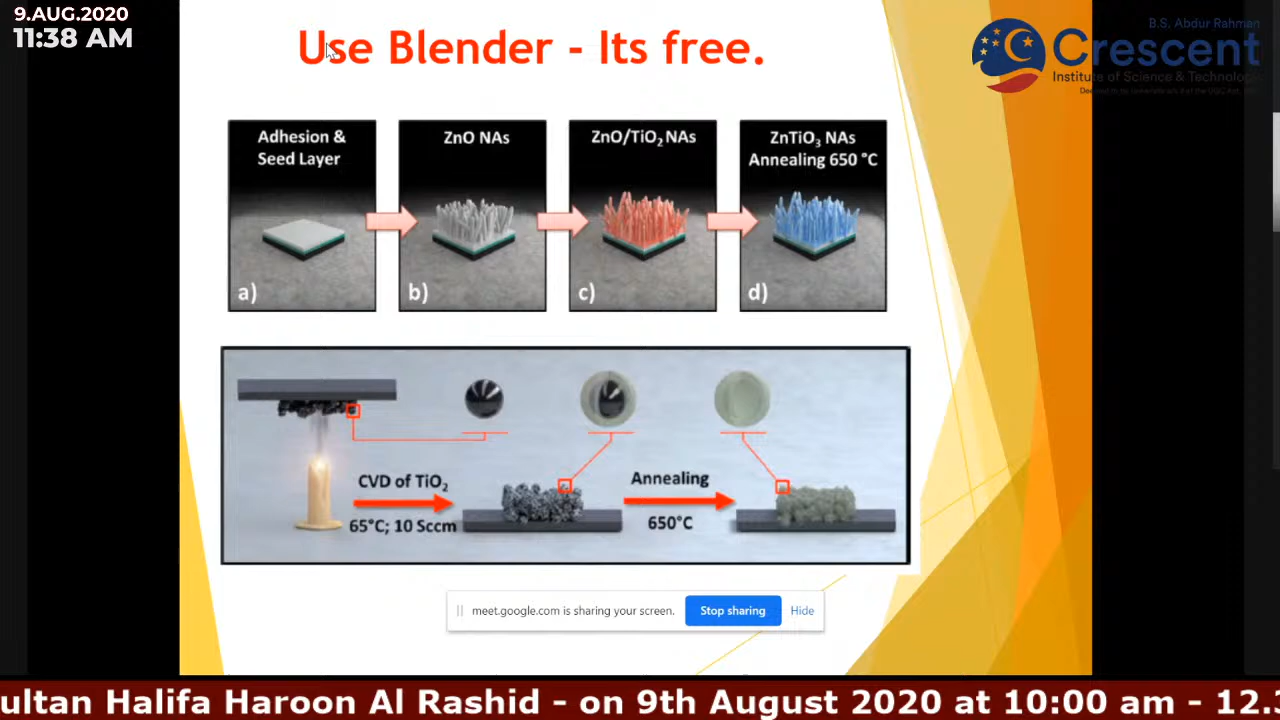 9.AUG.2020
11:38 AM
Use Blender - Its free.
B.S. Abdur Rahman
Crescent
Institute of Science & Technology
Adhesion &
Seed Layer
a)
ZnO NAs
b)
ZnO/TiO₂ NAs
c)
ZnTiO₃ NAs
Annealing 650 °C
d)
CVD of TiO₂
65°C; 10 Sccm
Annealing
650°C
meet.google.com is sharing your screen.
Stop sharing
Hide
ultan Halifa Haroon Al Rashid - on 9th August 2020 at 10:00 am - 12.3